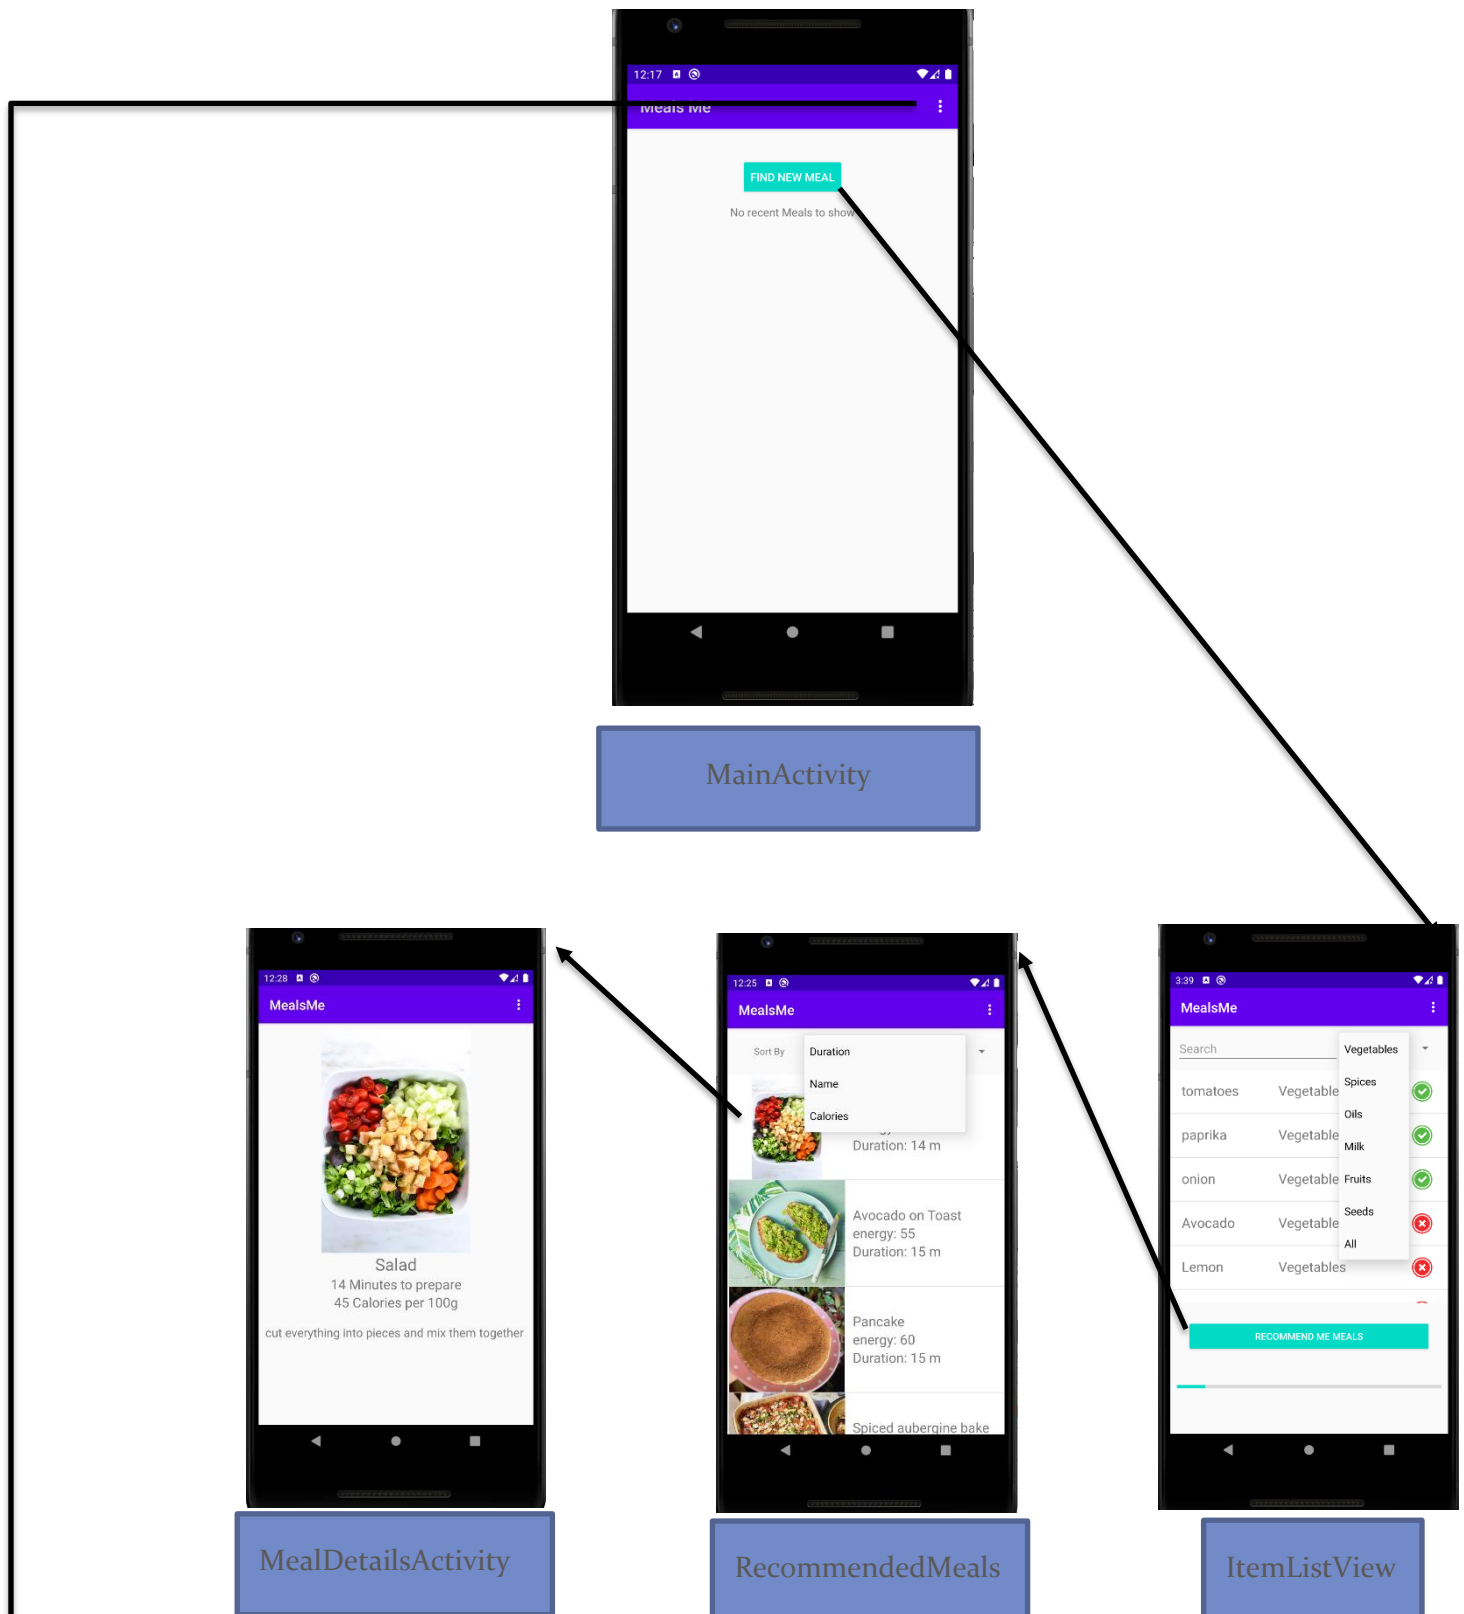 12:17
Meals Me
FIND NEW MEAL
No recent Meals to show
MainActivity
12:28
MealsMe
Salad
14 Minutes to prepare
45 Calories per 100g
cut everything into pieces and mix them together
MealDetailsActivity
12:25
MealsMe
Sort By
Duration
Name
Calories
Duration: 14 m
Avocado on Toast
energy: 55
Duration: 15 m
Pancake
energy: 60
Duration: 15 m
Spiced aubergine bake
RecommendedMeals
3:39
MealsMe
Search
Vegetables
Spices
Oils
Milk
Fruits
Seeds
All
tomatoes Vegetable
paprika Vegetable
onion Vegetable
Avocado Vegetable
Lemon Vegetables
RECOMMEND ME MEALS
ItemListView